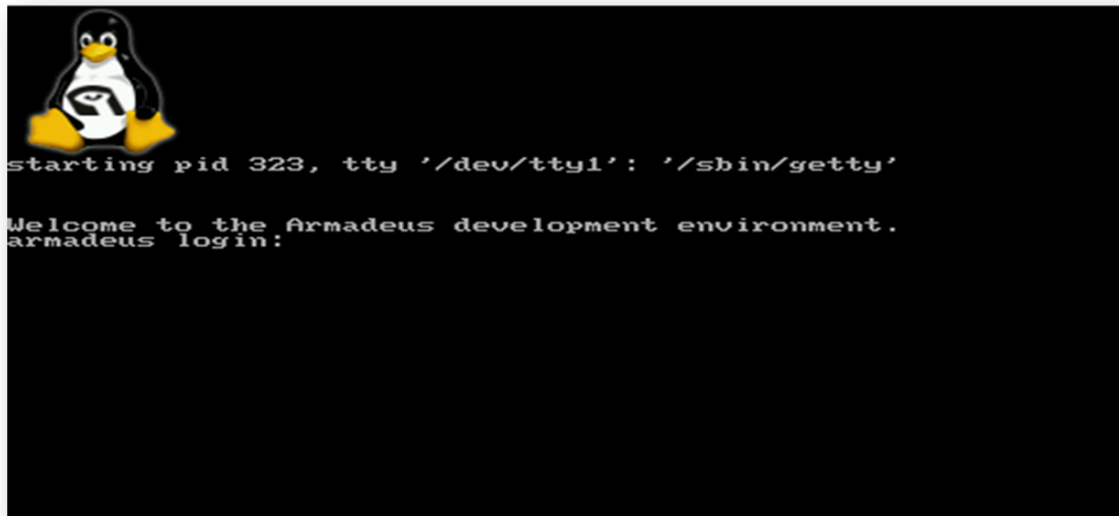 starting pid 323, tty '/dev/tty1': '/sbin/getty'
Welcome to the Armadeus development environment.
armadeus login: